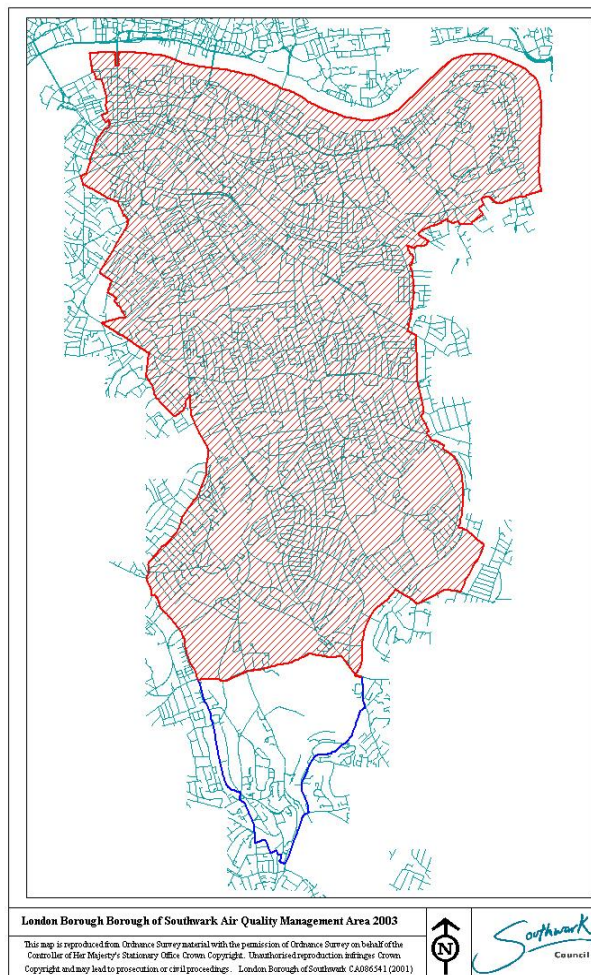 London Borough Borough of Southwark Air Quality Management Area 2003
This map is reproduced from Ordnance Survey material with the permission of Ordnance Survey on behalf of the
Controller of Her Majesty's Stationary Office Crown Copyright. Unauthorised reproduction infringes Crown
Copyright and may lead to prosecution or civil proceedings. London Borough of Southwark CA086541 (2001)
N
Southwark
Council